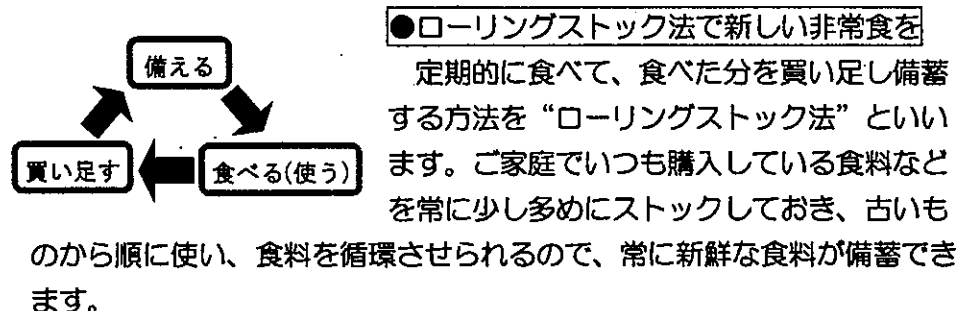 ●ローリングストック法で新しい非常食を
定期的に食べて、食べた分を買い足し備蓄
する方法を“ローリングストック法”といい
ます。ご家庭でいつも購入している食料など
を常に少し多めにストックしておき、古いも
のから順に使い、食料を循環させられるので、常に新鮮な食料が備蓄でき
ます。
備える
買い足す
食べる(使う)